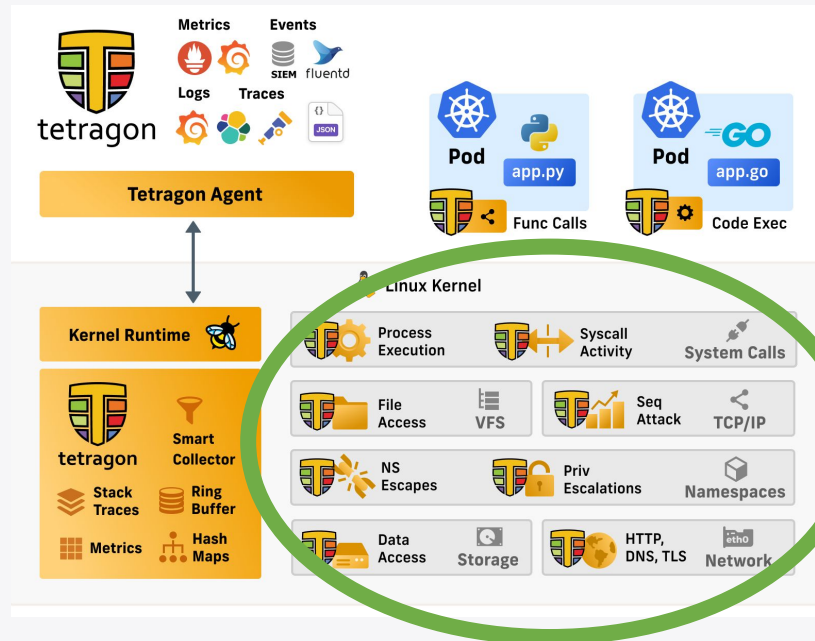 Metrics
Events
SIEM
fluentd
Logs
Traces
{}
JSON
tetragon
Tetragon Agent
Pod
app.py
Func Calls
Pod
GO
app.go
Code Exec
Linux Kernel
Kernel Runtime
tetragon
Smart
Collector
Stack
Traces
Ring
Buffer
Metrics
Hash
Maps
Process
Execution
Syscall
Activity
System Calls
File
Access
VFS
Seq
Attack
TCP/IP
NS
Escapes
Priv
Escalations
Namespaces
Data
Access
Storage
HTTP,
DNS, TLS
eth0
Network